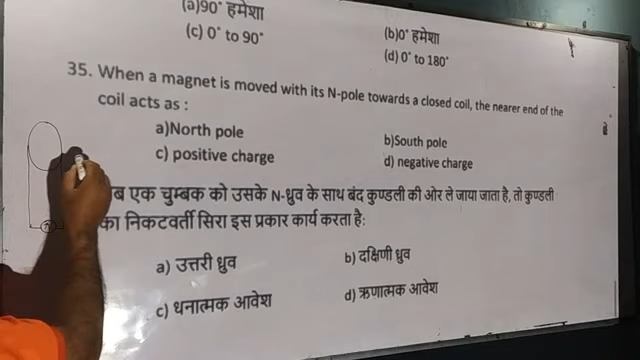 (a)90° हमेशा
(b)0° हमेशा
(c) 0° to 90°
(d) 0° to 180°
35. When a magnet is moved with its N-pole towards a closed coil, the nearer end of the
coil acts as :
a)North pole
b)South pole
c) positive charge
d) negative charge
एक चुम्बक को उसके N-ध्रुव के साथ बंद कुण्डली की ओर ले जाया जाता है, तो कुण्डली
का निकटवर्ती सिरा इस प्रकार कार्य करता है:
a) उत्तरी ध्रुव
b) दक्षिणी ध्रुव
c) धनात्मक आवेश
d) ऋणात्मक आवेश